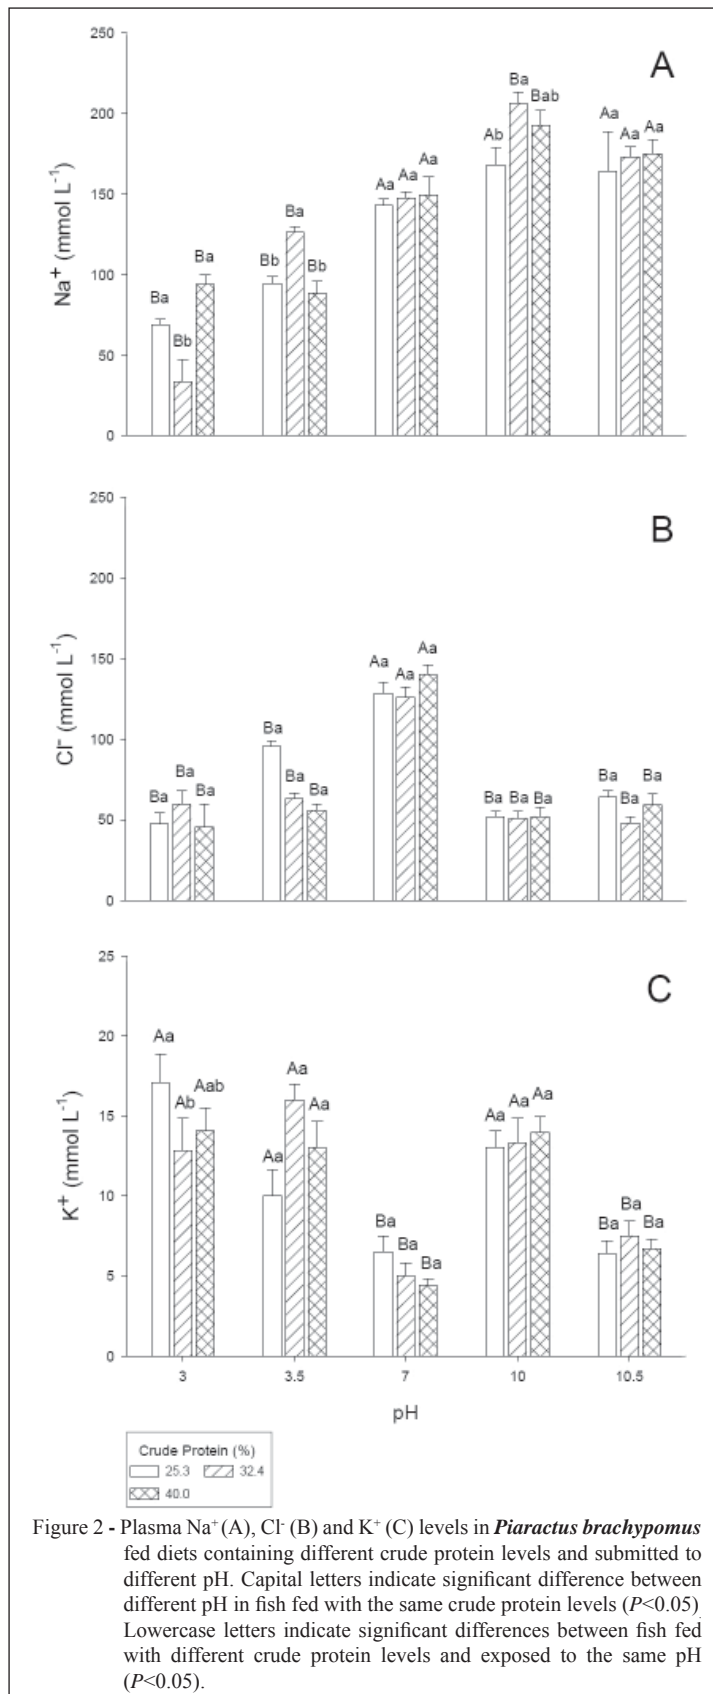 A
Na⁺ (mmol L⁻¹)
250
200
150
100
50
0
Ba Bb Ba
Bb Ba Bb
Aa Aa Aa
Ab Ba Bab
Aa Aa Aa
B
Cl⁻ (mmol L⁻¹)
250
200
150
100
50
0
Ba Ba Ba
Ba Ba Ba
Aa Aa Aa
Ba Ba Ba
Ba Ba Ba
C
K⁺ (mmol L⁻¹)
25
20
15
10
5
0
Aa Ab Aab
Aa Aa Aa
Ba Ba Ba
Aa Aa Aa
Ba Ba Ba
3 3.5 7 10 10.5
pH
Crude Protein (%)
25.3 32.4
40.0
Figure 2 - Plasma Na⁺ (A), Cl⁻ (B) and K⁺ (C) levels in Piaractus brachypomus
fed diets containing different crude protein levels and submitted to
different pH. Capital letters indicate significant difference between
different pH in fish fed with the same crude protein levels (P<0.05)
Lowercase letters indicate significant differences between fish fed
with different crude protein levels and exposed to the same pH
(P<0.05).